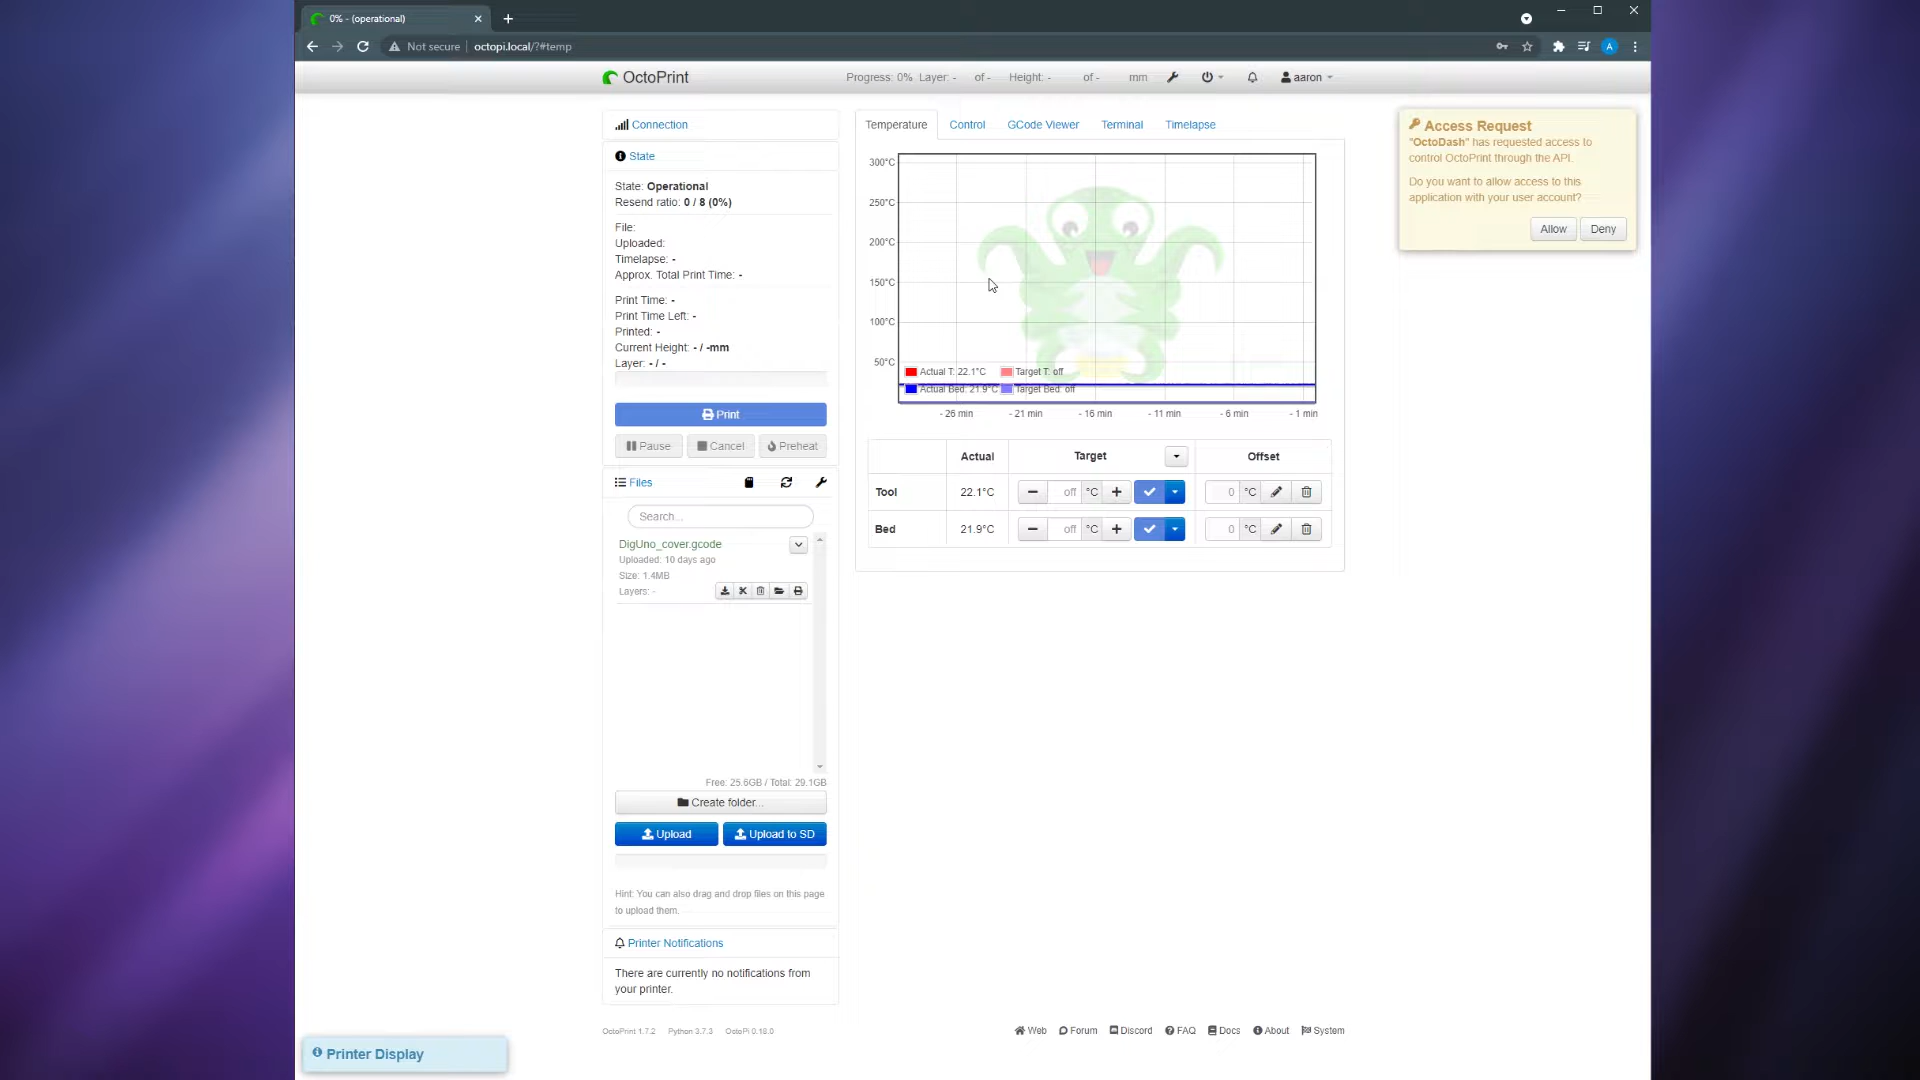 0% - (operational)
Not secure octopi.local/?#temp
A
OctoPrint
Progress: 0% Layer: - of - Height: - of - mm
aaron
Connection
State
State: Operational
Resend ratio: 0 / 8 (0%)
File:
Uploaded:
Timelapse: -
Approx. Total Print Time: -
Print Time: -
Print Time Left: -
Printed: -
Current Height: - / -mm
Layer: - / -
Print
Pause Cancel Preheat
Files
Search...
DigUno_cover.gcode
Uploaded: 10 days ago
Size: 1.4MB
Layers: -
Free: 25.6GB / Total: 29.1GB
Create folder...
Upload Upload to SD
Hint: You can also drag and drop files on this page
to upload them.
Printer Notifications
There are currently no notifications from
your printer.
Temperature Control GCode Viewer Terminal Timelapse
300°C
250°C
200°C
150°C
100°C
50°C
Actual T: 22.1°C Target T: off
Actual Bed: 21.9°C Target Bed: off
- 26 min - 21 min - 16 min - 11 min - 6 min - 1 min
Actual Target Offset
Tool 22.1°C off °C 0 °C
Bed 21.9°C off °C 0 °C
Access Request
"OctoDash" has requested access to
control OctoPrint through the API.
Do you want to allow access to this
application with your user account?
Allow Deny
OctoPrint 1.7.2 Python 3.7.3 OctoPi 0.18.0
Web Forum Discord FAQ Docs About System
Printer Display